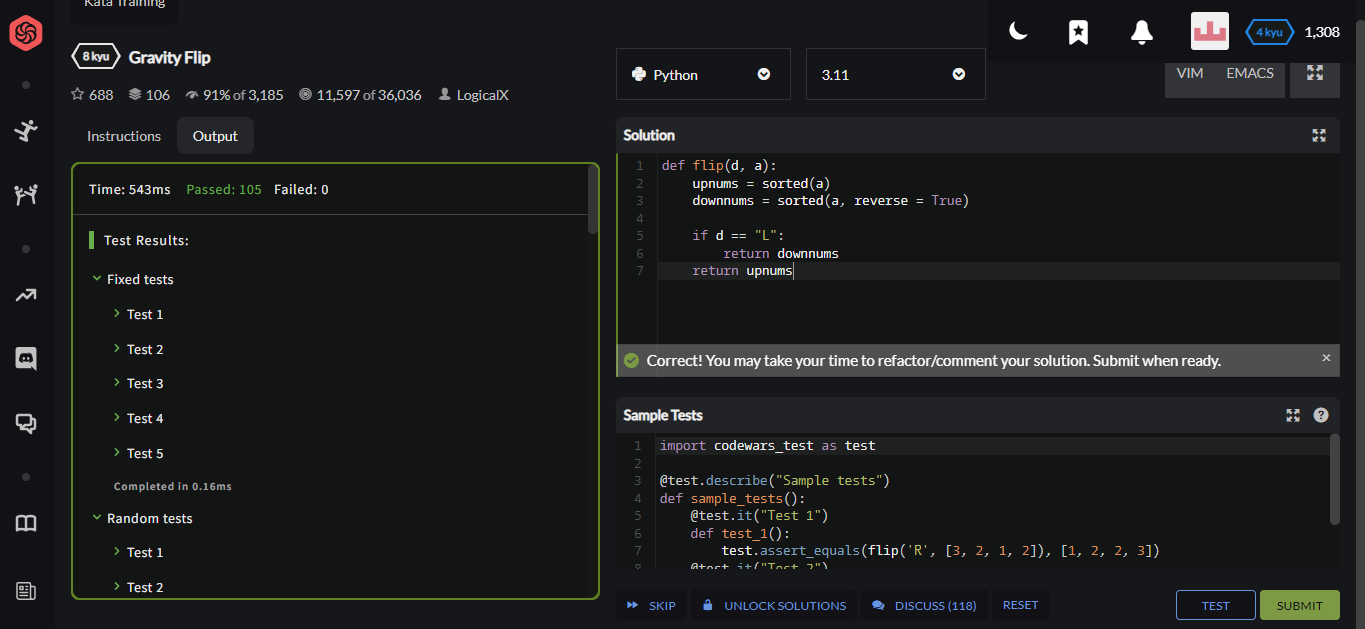 Kata Training
4 kyu 1,308
8 kyu Gravity Flip
688 106 91% of 3,185 11,597 of 36,036 LogicalX
Python
3.11
VIM EMACS
Instructions Output
Time: 543ms Passed: 105 Failed: 0
Test Results:
Fixed tests
Test 1
Test 2
Test 3
Test 4
Test 5
Completed in 0.16ms
Random tests
Test 1
Test 2
Solution
1 def flip(d, a):
2 upnums = sorted(a)
3 downnums = sorted(a, reverse = True)
4
5 if d == "L":
6 return downnums
7 return upnums
Correct! You may take your time to refactor/comment your solution. Submit when ready. ×
Sample Tests ?
1 import codewars_test as test
2
3 @test.describe("Sample tests")
4 def sample_tests():
5 @test.it("Test 1")
6 def test_1():
7 test.assert_equals(flip('R', [3, 2, 1, 2]), [1, 2, 2, 3])
8 @test.it("Test 2")
SKIP UNLOCK SOLUTIONS DISCUSS (118) RESET TEST SUBMIT